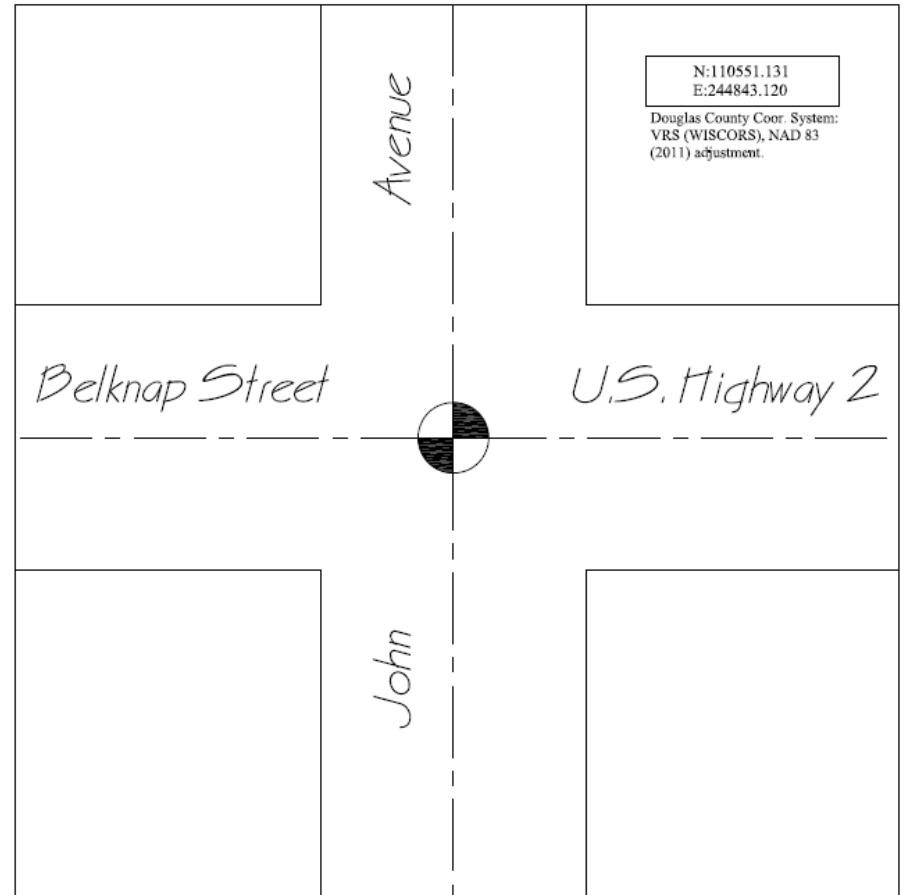 N:110551.131
E:244843.120
Douglas County Coor. System:
VRS (WISCORS), NAD 83
(2011) adjustment.
Avenue
Belknap Street
U.S. Highway 2
John